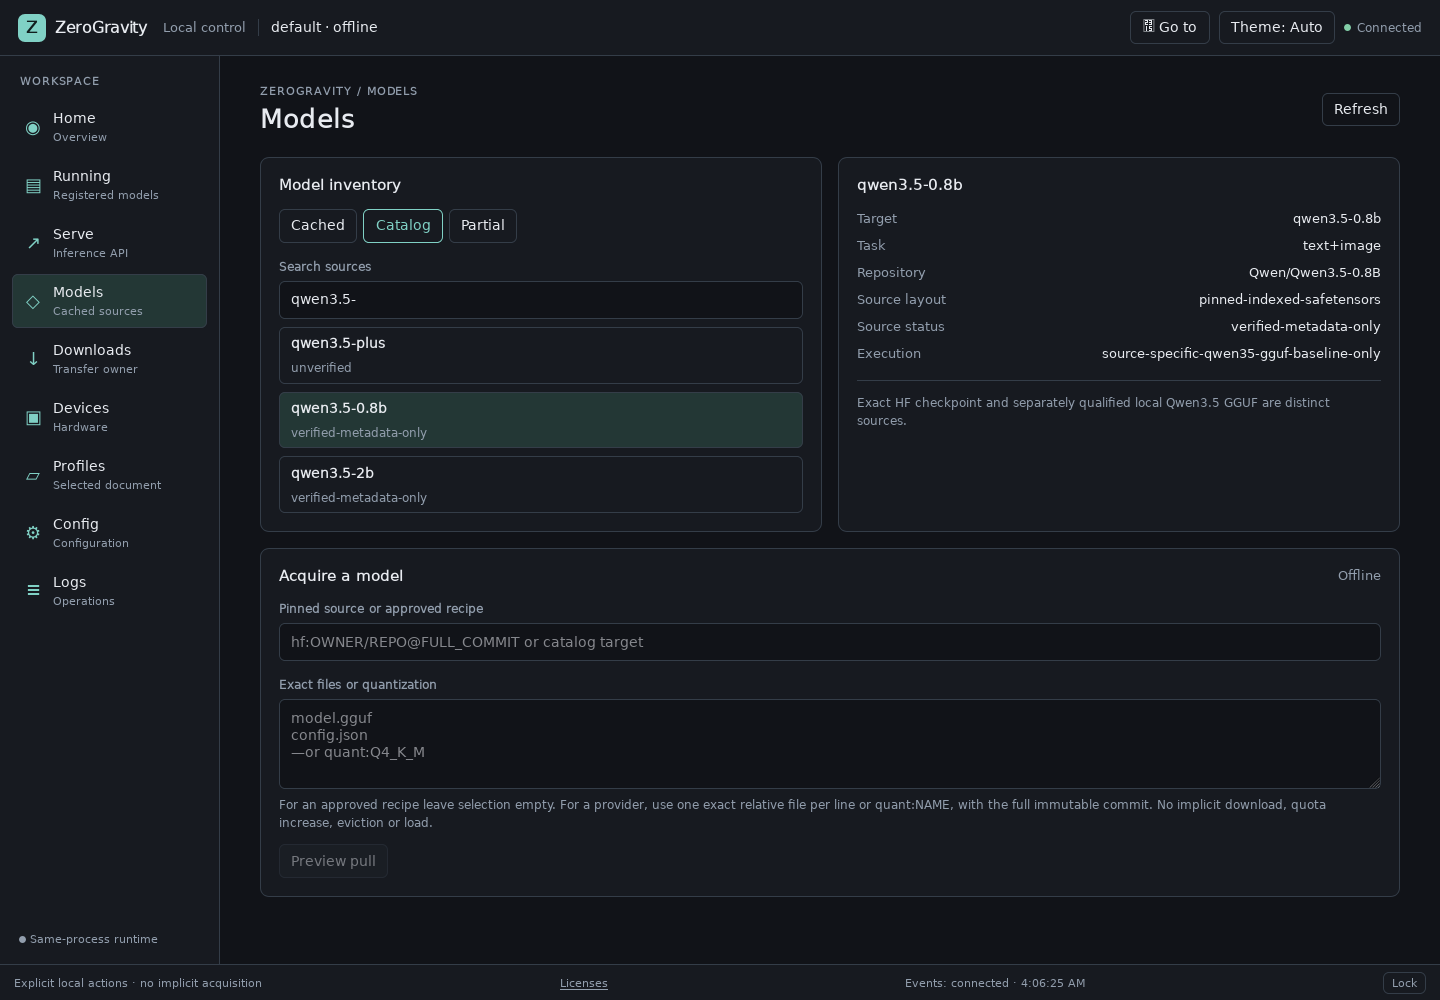 Z ZeroGravity Local control default · offline
Go to Theme: Auto Connected
WORKSPACE
Home
Overview
Running
Registered models
Serve
Inference API
Models
Cached sources
Downloads
Transfer owner
Devices
Hardware
Profiles
Selected document
Config
Configuration
Logs
Operations
Same-process runtime
ZEROGRAVITY / MODELS
Models
Refresh
Model inventory
Cached Catalog Partial
Search sources
qwen3.5-
qwen3.5-plus
unverified
qwen3.5-0.8b
verified-metadata-only
qwen3.5-2b
verified-metadata-only
qwen3.5-0.8b
Target qwen3.5-0.8b
Task text+image
Repository Qwen/Qwen3.5-0.8B
Source layout pinned-indexed-safetensors
Source status verified-metadata-only
Execution source-specific-qwen35-gguf-baseline-only
Exact HF checkpoint and separately qualified local Qwen3.5 GGUF are distinct
sources.
Acquire a model Offline
Pinned source or approved recipe
hf:OWNER/REPO@FULL_COMMIT or catalog target
Exact files or quantization
model.gguf
config.json
—or quant:Q4_K_M
For an approved recipe leave selection empty. For a provider, use one exact relative file per line or quant:NAME, with the full immutable commit. No implicit download, quota
increase, eviction or load.
Preview pull
Explicit local actions · no implicit acquisition Licenses Events: connected · 4:06:25 AM Lock